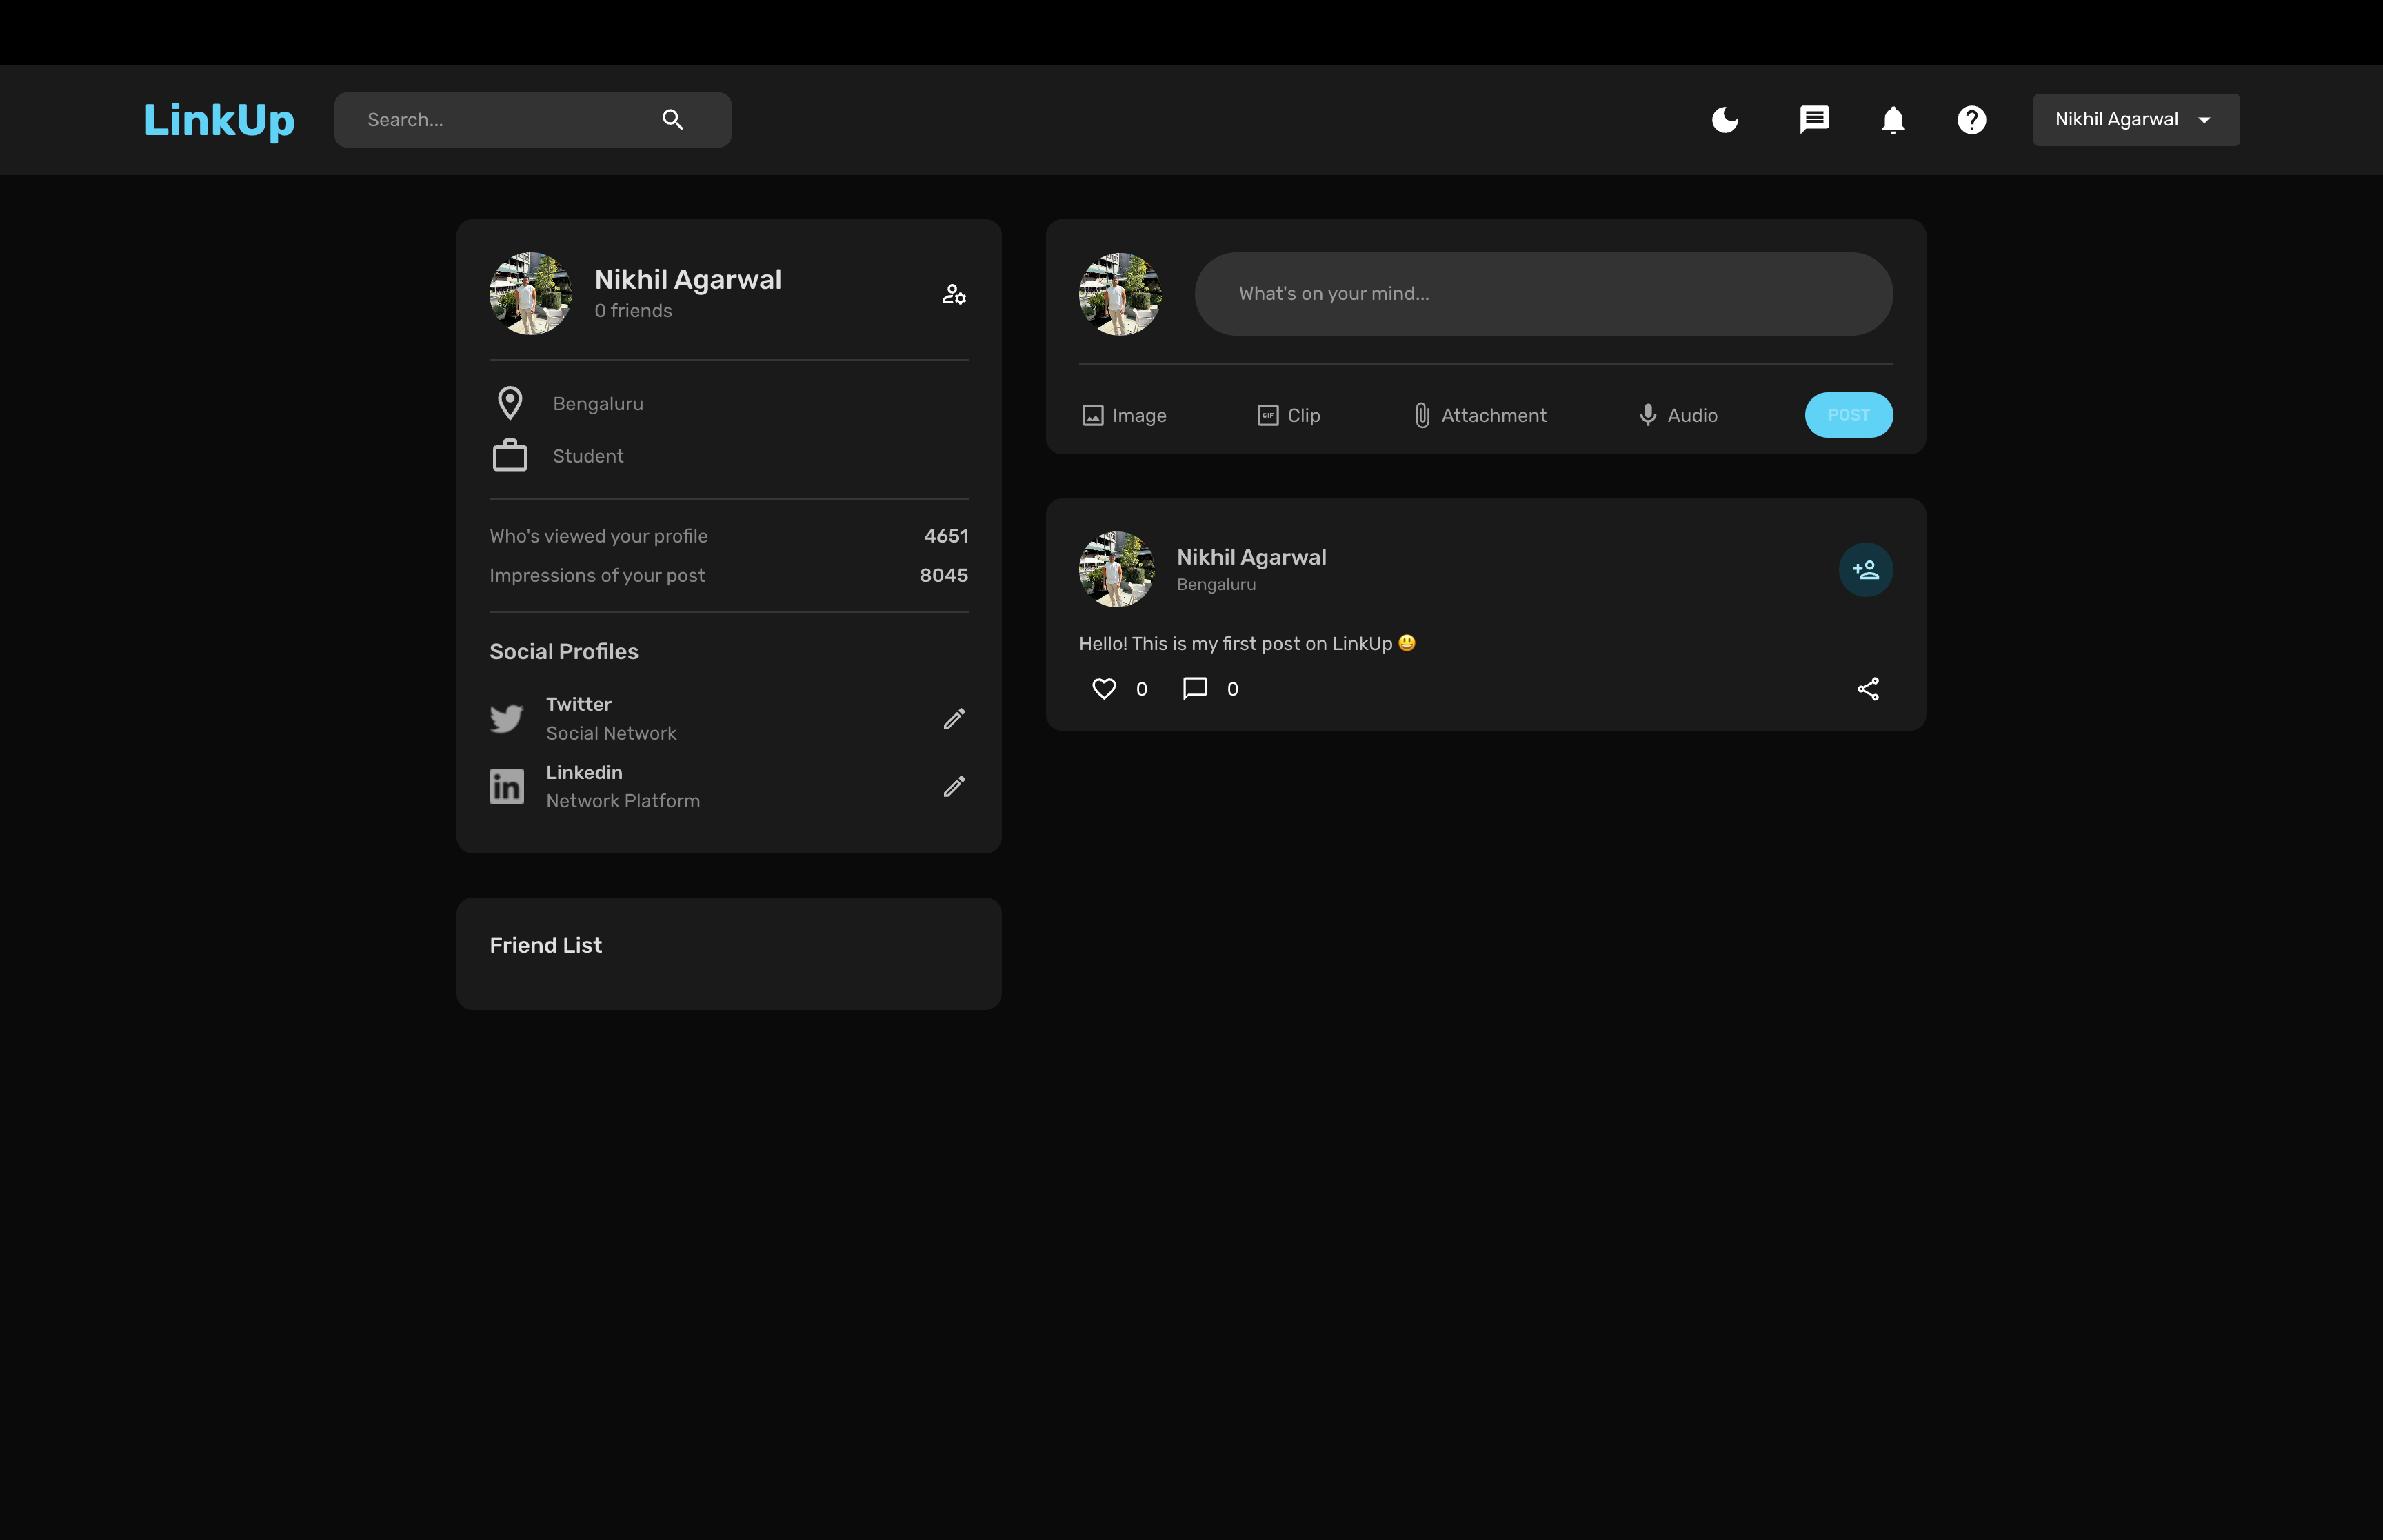 LinkUp
Search...
Nikhil Agarwal
Nikhil Agarwal
0 friends
Bengaluru
Student
Who's viewed your profile 4651
Impressions of your post 8045
Social Profiles
Twitter
Social Network
in
Linkedin
Network Platform
Friend List
What's on your mind...
Image
GIF Clip
Attachment
Audio
POST
Nikhil Agarwal
Bengaluru
Hello! This is my first post on LinkUp 😃
0 0